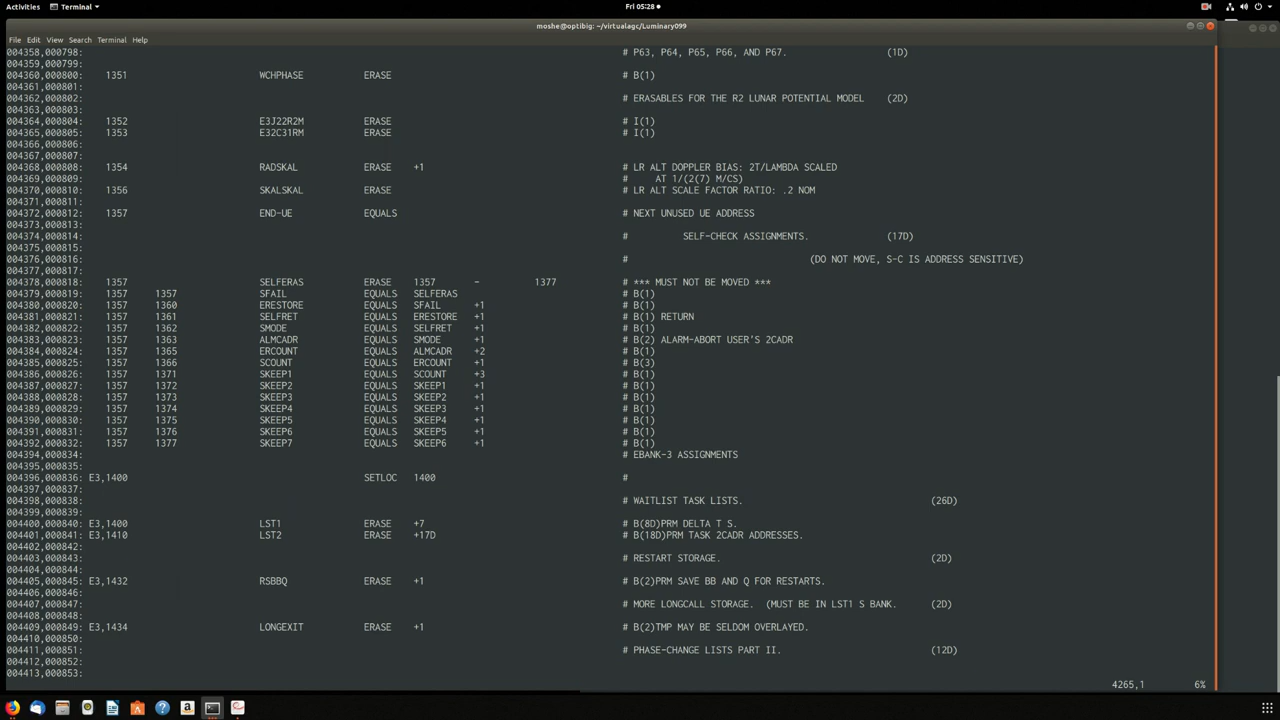 Activities Terminal Fri 05:28
moshe@optibig: ~/virtualagc/Luminary099
File Edit View Search Terminal Help
004358,000798: # P63, P64, P65, P66, AND P67. (1D)
004359,000799:
004360,000800: 1351 WCHPHASE ERASE # B(1)
004361,000801:
004362,000802: # ERASABLES FOR THE R2 LUNAR POTENTIAL MODEL (2D)
004363,000803:
004364,000804: 1352 E3J22R2M ERASE # I(1)
004365,000805: 1353 E32C31RM ERASE # I(1)
004366,000806:
004367,000807:
004368,000808: 1354 RADSKAL ERASE +1 # LR ALT DOPPLER BIAS: 2T/LAMBDA SCALED
004369,000809: # AT 1/(2(7) M/CS)
004370,000810: 1356 SKALSKAL ERASE # LR ALT SCALE FACTOR RATIO: .2 NOM
004371,000811:
004372,000812: 1357 END-UE EQUALS # NEXT UNUSED UE ADDRESS
004373,000813:
004374,000814: # SELF-CHECK ASSIGNMENTS. (17D)
004375,000815:
004376,000816: # (DO NOT MOVE, S-C IS ADDRESS SENSITIVE)
004377,000817:
004378,000818: 1357 SELFERAS ERASE 1357 - 1377 # *** MUST NOT BE MOVED ***
004379,000819: 1357 1357 SFAIL EQUALS SELFERAS # B(1)
004380,000820: 1357 1360 ERESTORE EQUALS SFAIL +1 # B(1)
004381,000821: 1357 1361 SELFRET EQUALS ERESTORE +1 # B(1) RETURN
004382,000822: 1357 1362 SMODE EQUALS SELFRET +1 # B(1)
004383,000823: 1357 1363 ALMCADR EQUALS SMODE +1 # B(2) ALARM-ABORT USER'S 2CADR
004384,000824: 1357 1365 ERCOUNT EQUALS ALMCADR +2 # B(1)
004385,000825: 1357 1366 SCOUNT EQUALS ERCOUNT +1 # B(3)
004386,000826: 1357 1371 SKEEP1 EQUALS SCOUNT +3 # B(1)
004387,000827: 1357 1372 SKEEP2 EQUALS SKEEP1 +1 # B(1)
004388,000828: 1357 1373 SKEEP3 EQUALS SKEEP2 +1 # B(1)
004389,000829: 1357 1374 SKEEP4 EQUALS SKEEP3 +1 # B(1)
004390,000830: 1357 1375 SKEEP5 EQUALS SKEEP4 +1 # B(1)
004391,000831: 1357 1376 SKEEP6 EQUALS SKEEP5 +1 # B(1)
004392,000832: 1357 1377 SKEEP7 EQUALS SKEEP6 +1 # B(1)
004394,000834: # EBANK-3 ASSIGNMENTS
004395,000835:
004396,000836: E3,1400 SETLOC 1400 #
004397,000837:
004398,000838: # WAITLIST TASK LISTS. (26D)
004399,000839:
004400,000840: E3,1400 LST1 ERASE +7 # B(8D)PRM DELTA T S.
004401,000841: E3,1410 LST2 ERASE +17D # B(18D)PRM TASK 2CADR ADDRESSES.
004402,000842:
004403,000843: # RESTART STORAGE. (2D)
004404,000844:
004405,000845: E3,1432 RSBBQ ERASE +1 # B(2)PRM SAVE BB AND Q FOR RESTARTS.
004406,000846:
004407,000847: # MORE LONGCALL STORAGE. (MUST BE IN LST1 S BANK. (2D)
004408,000848:
004409,000849: E3,1434 LONGEXIT ERASE +1 # B(2)TMP MAY BE SELDOM OVERLAYED.
004410,000850:
004411,000851: # PHASE-CHANGE LISTS PART II. (12D)
004412,000852:
004413,000853:
4265,1 6%